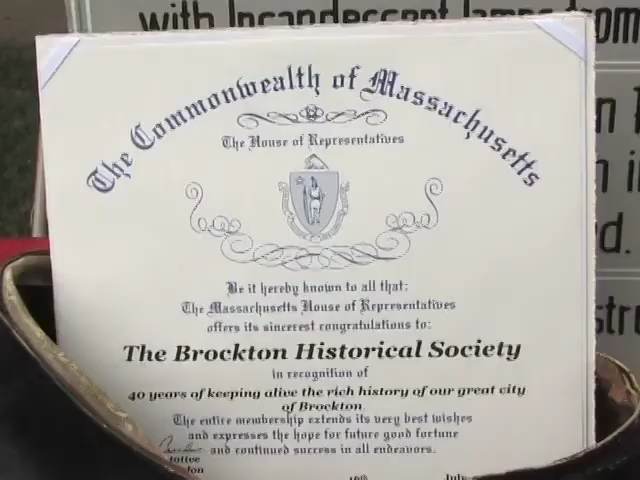 with Incandescent lamps from
The Commonwealth of Massachusetts
The House of Representatives
Be it hereby known to all that:
The Massachusetts House of Representatives
offers its sincerest congratulations to:
The Brockton Historical Society
in recognition of
40 years of keeping alive the rich history of our great city
of Brockton
The entire membership extends its very best wishes
and expresses the hope for future good fortune
and continued success in all endeavors.
July